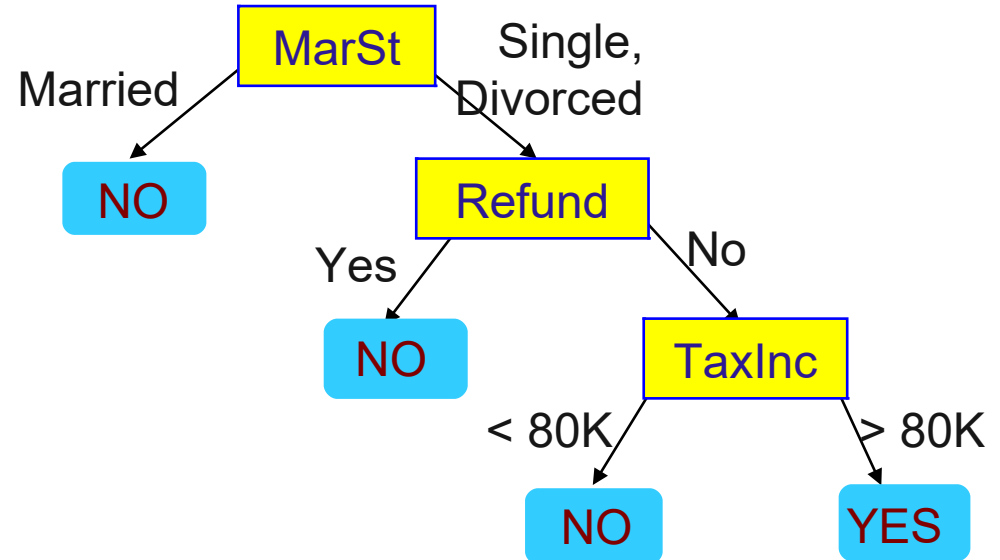 MarSt
Single,
Divorced
Married
NO
Refund
Yes
No
NO
TaxInc
< 80K
> 80K
NO
YES